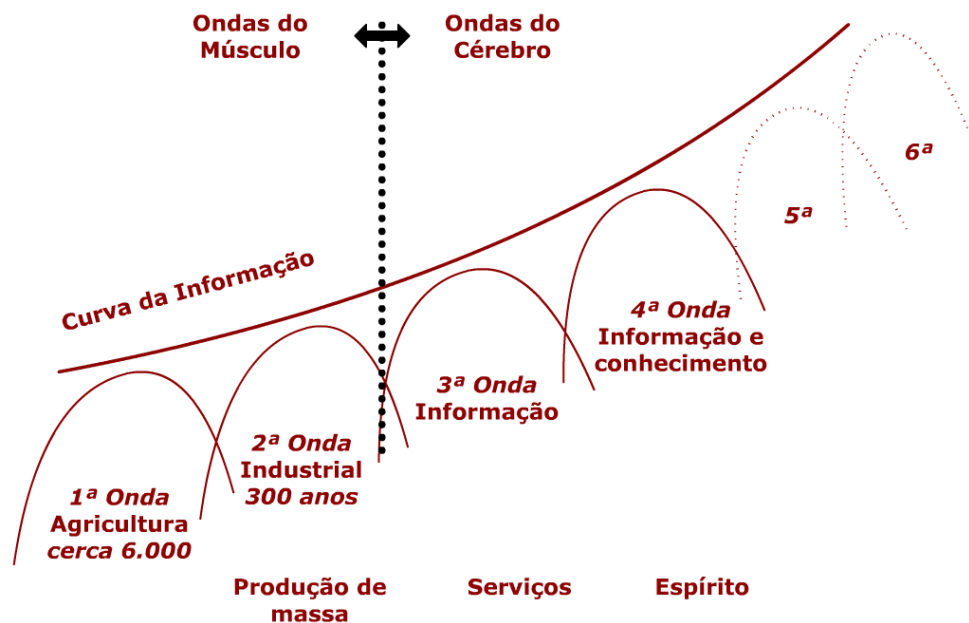 Ondas do
Músculo
Ondas do
Cérebro
Curva da Informação
1ª Onda
Agricultura
cerca 6.000
2ª Onda
Industrial
300 anos
3ª Onda
Informação
4ª Onda
Informação e
conhecimento
5ª
6ª
Produção de
massa
Serviços
Espírito